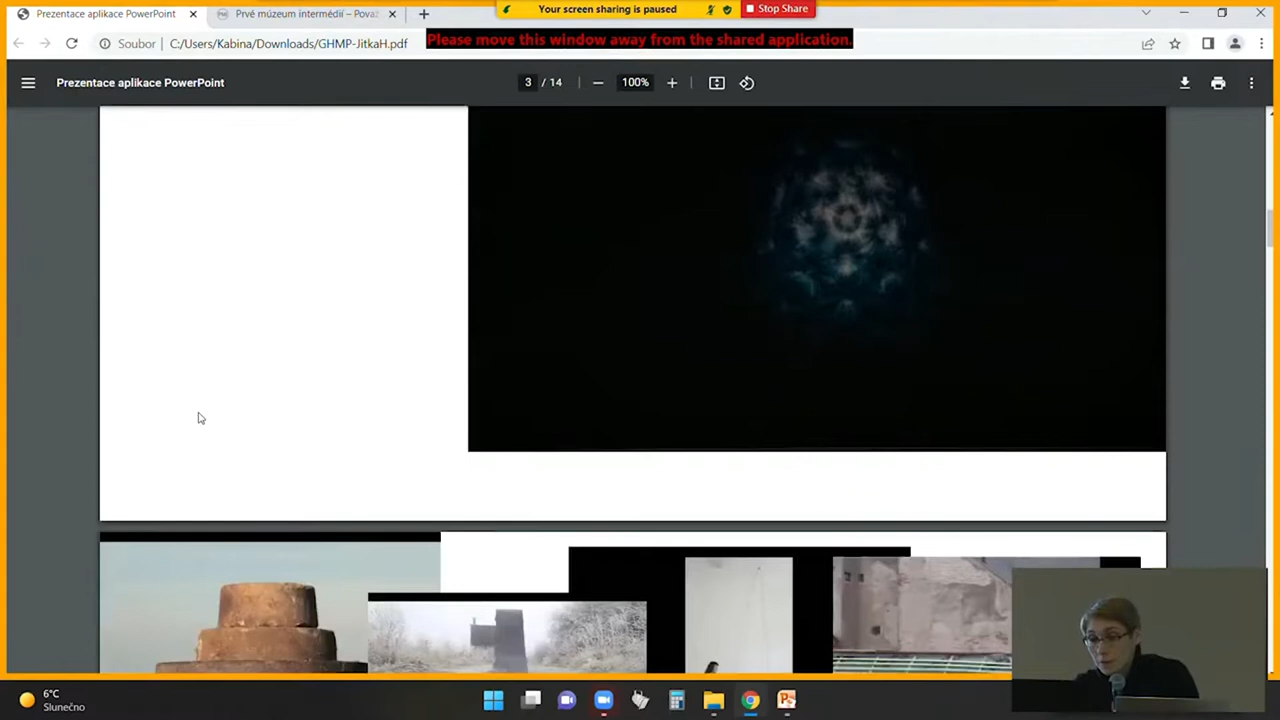 Prezentace aplikace PowerPoint
Prvé múzeum intermédií – Pova
Your screen sharing is paused
Stop Share
Soubor
C:/Users/Kabina/Downloads/GHMP-JitkaH.pdf
Please move this window away from the shared application.
Prezentace aplikace PowerPoint
3 / 14
100%
6°C
Slunečno